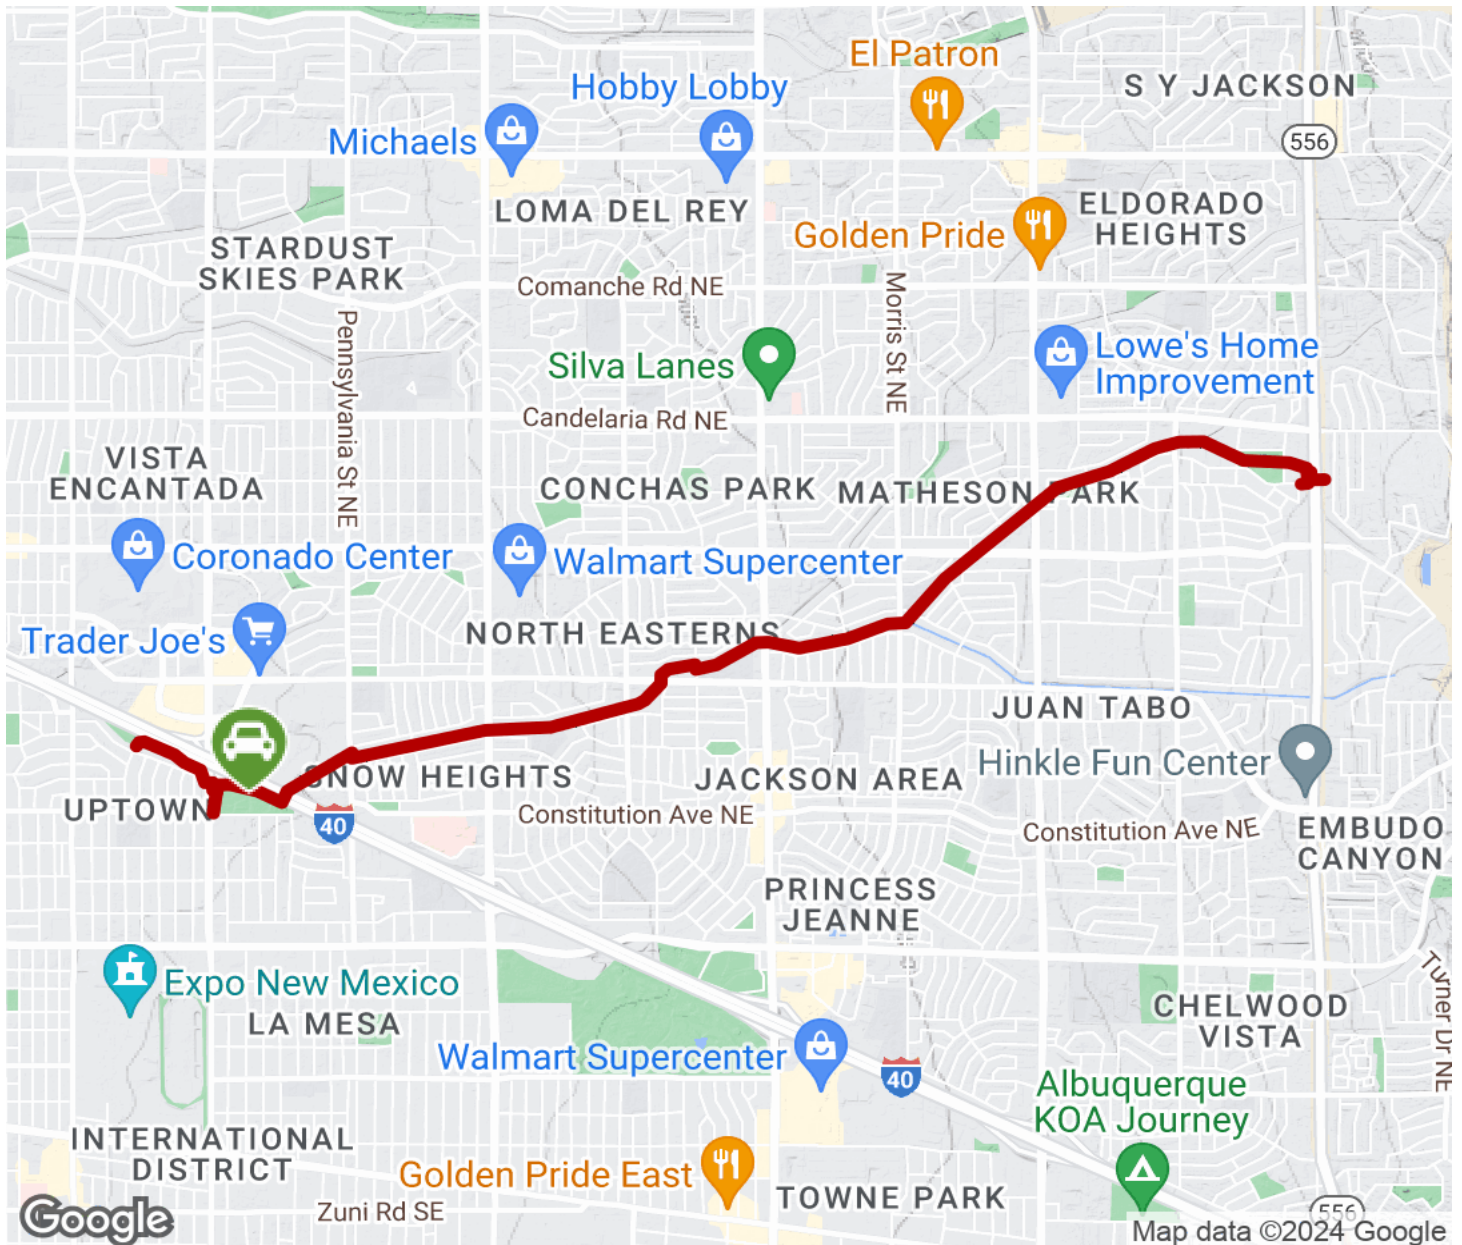 El Patron
Hobby Lobby
S Y JACKSON
Michaels
556
LOMA DEL REY
ELDORADO
HEIGHTS
Golden Pride
STARDUST
SKIES PARK
Comanche Rd NE
Morris St NE
Pennsylvania St NE
Silva Lanes
Lowe's Home
Improvement
Candelaria Rd NE
VISTA
ENCANTADA
CONCHAS PARK
MATHESON PARK
Coronado Center
Walmart Supercenter
Trader Joe's
NORTH EASTERNS
JUAN TABO
SNOW HEIGHTS
JACKSON AREA
Hinkle Fun Center
UPTOWN
40
Constitution Ave NE
Constitution Ave NE
EMBUDO
CANYON
PRINCESS
JEANNE
Expo New Mexico
LA MESA
Turner Dr NE
CHELWOOD
VISTA
Walmart Supercenter
40
Albuquerque
KOA Journey
INTERNATIONAL
DISTRICT
Golden Pride East
TOWNE PARK
Zuni Rd SE
556
Google
Map data ©2024 Google